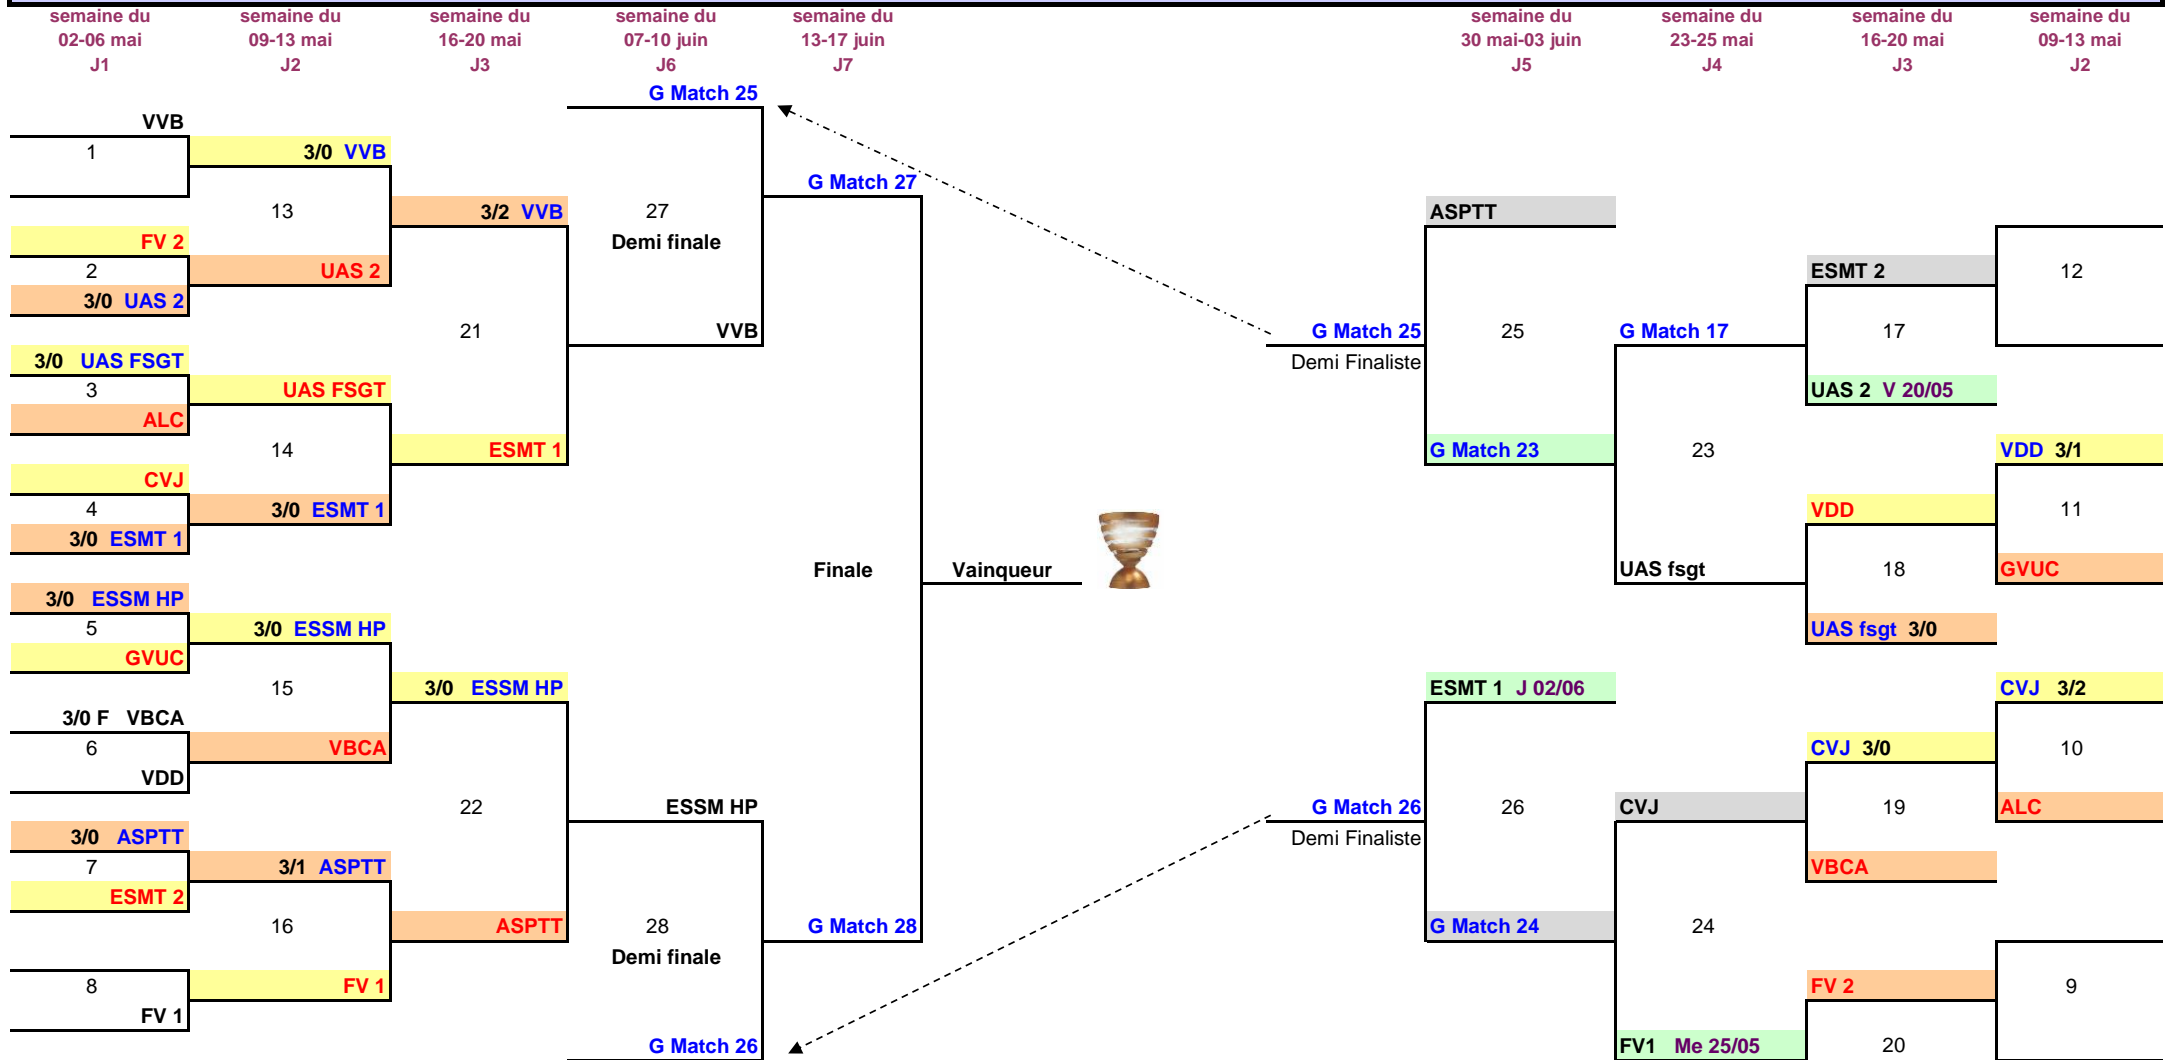 semaine du semaine du semaine du semaine du semaine du semaine du semaine du semaine du semaine du
02-06 mai 09-13 mai 16-20 mai 07-10 juin 13-17 juin 30 mai-03 juin 23-25 mai 16-20 mai 09-13 mai
J1 J2 J3 J6 J7 J5 J4 J3 J2
G Match 25
VVB
1 3/0 VVB
G Match 27
13 3/2 VVB 27 ASPTT
FV 2 Demi finale
2 UAS 2 ESMT 2 12
3/0 UAS 2
21 VVB G Match 25 25 G Match 17 17
3/0 UAS FSGT Demi Finaliste
3 UAS FSGT UAS 2 V 20/05
ALC
14 ESMT 1 G Match 23 23 VDD 3/1
CVJ
4 3/0 ESMT 1 VDD 11
3/0 ESMT 1
Finale Vainqueur UAS fsgt 18 GVUC
3/0 ESSM HP
5 3/0 ESSM HP UAS fsgt 3/0
GVUC
15 3/0 ESSM HP ESMT 1 J 02/06 CVJ 3/2
3/0 F VBCA
6 VBCA CVJ 3/0 10
VDD
22 ESSM HP G Match 26 26 CVJ 19 ALC
3/0 ASPTT Demi Finaliste
7 3/1 ASPTT VBCA
ESMT 2
16 ASPTT 28 G Match 28 G Match 24 24
Demi finale
8 FV 1 FV 2 9
FV 1
G Match 26 FV1 Me 25/05 20